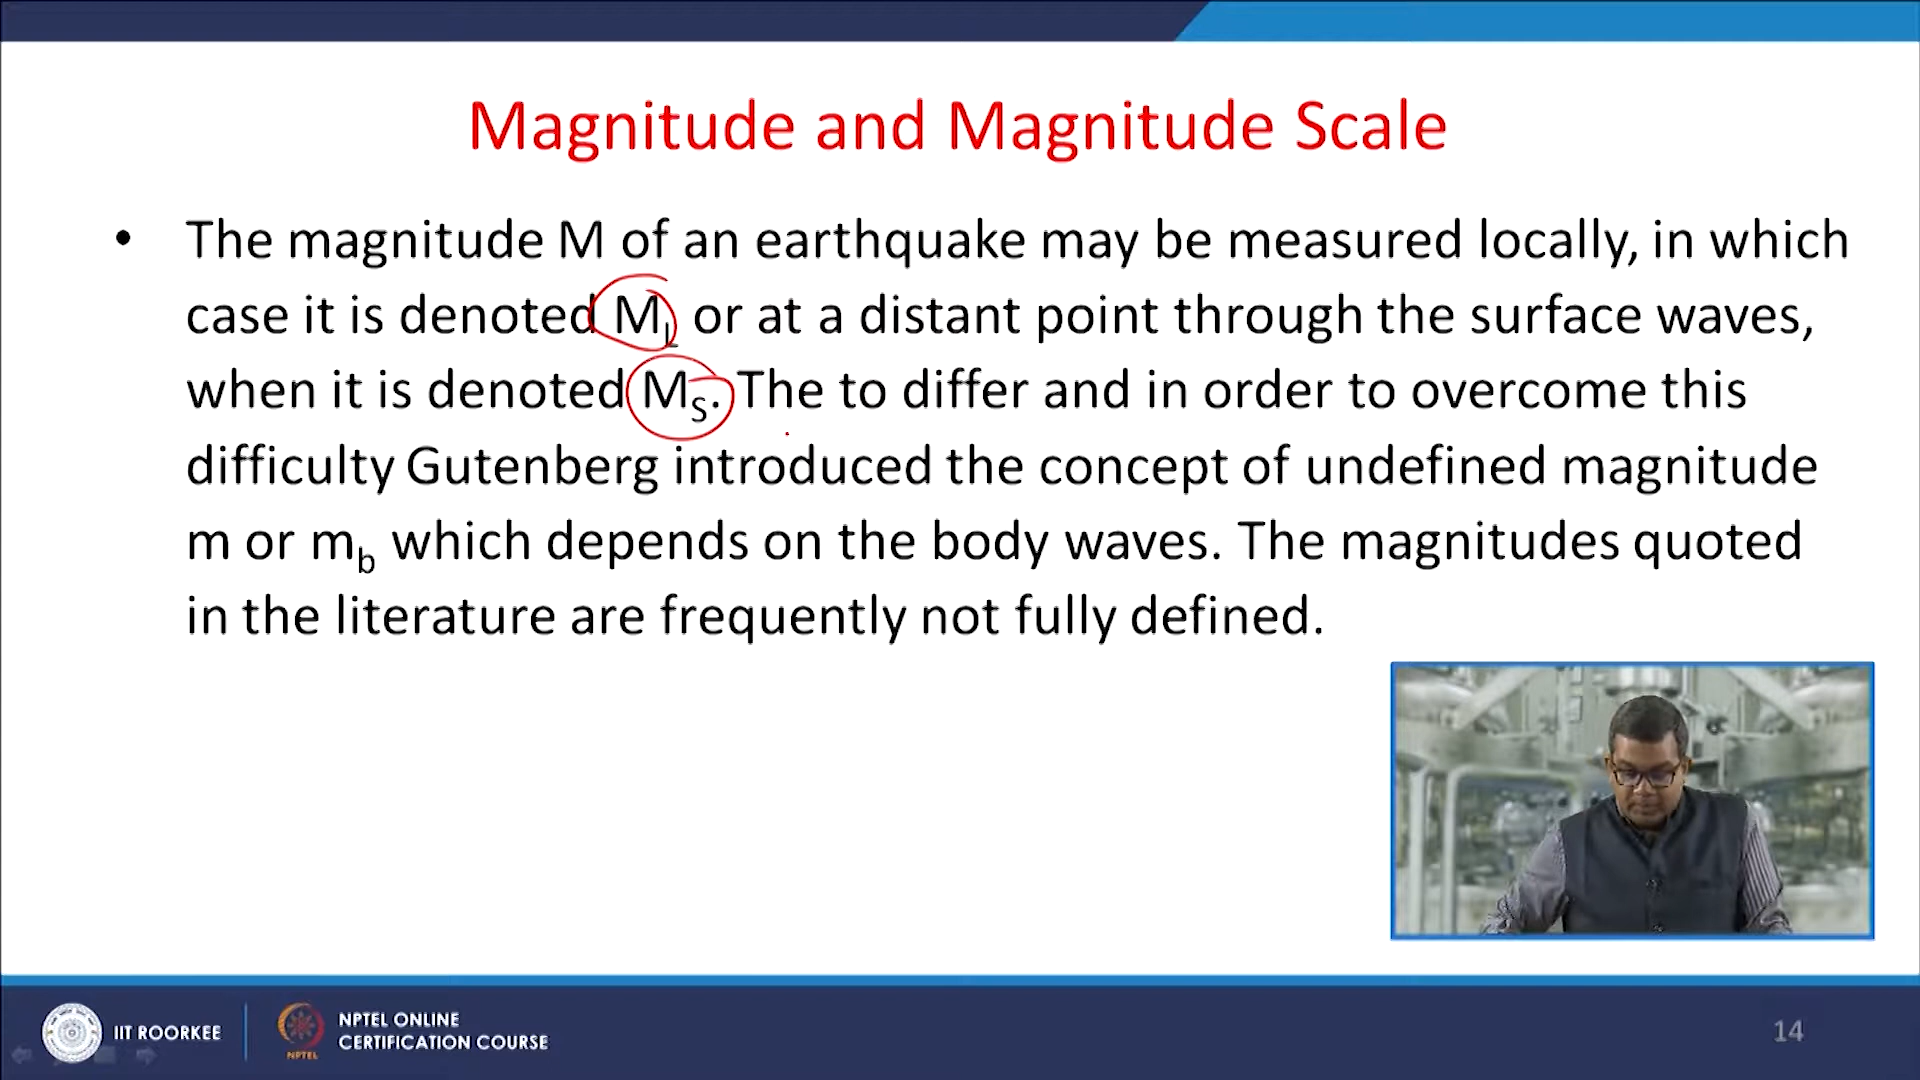 Magnitude and Magnitude Scale
• The magnitude M of an earthquake may be measured locally, in which
case it is denoted M_L or at a distant point through the surface waves,
when it is denoted M_S. The to differ and in order to overcome this
difficulty Gutenberg introduced the concept of undefined magnitude
m or m_b which depends on the body waves. The magnitudes quoted
in the literature are frequently not fully defined.
IIT ROORKEE
NPTEL
NPTEL ONLINE
CERTIFICATION COURSE
14